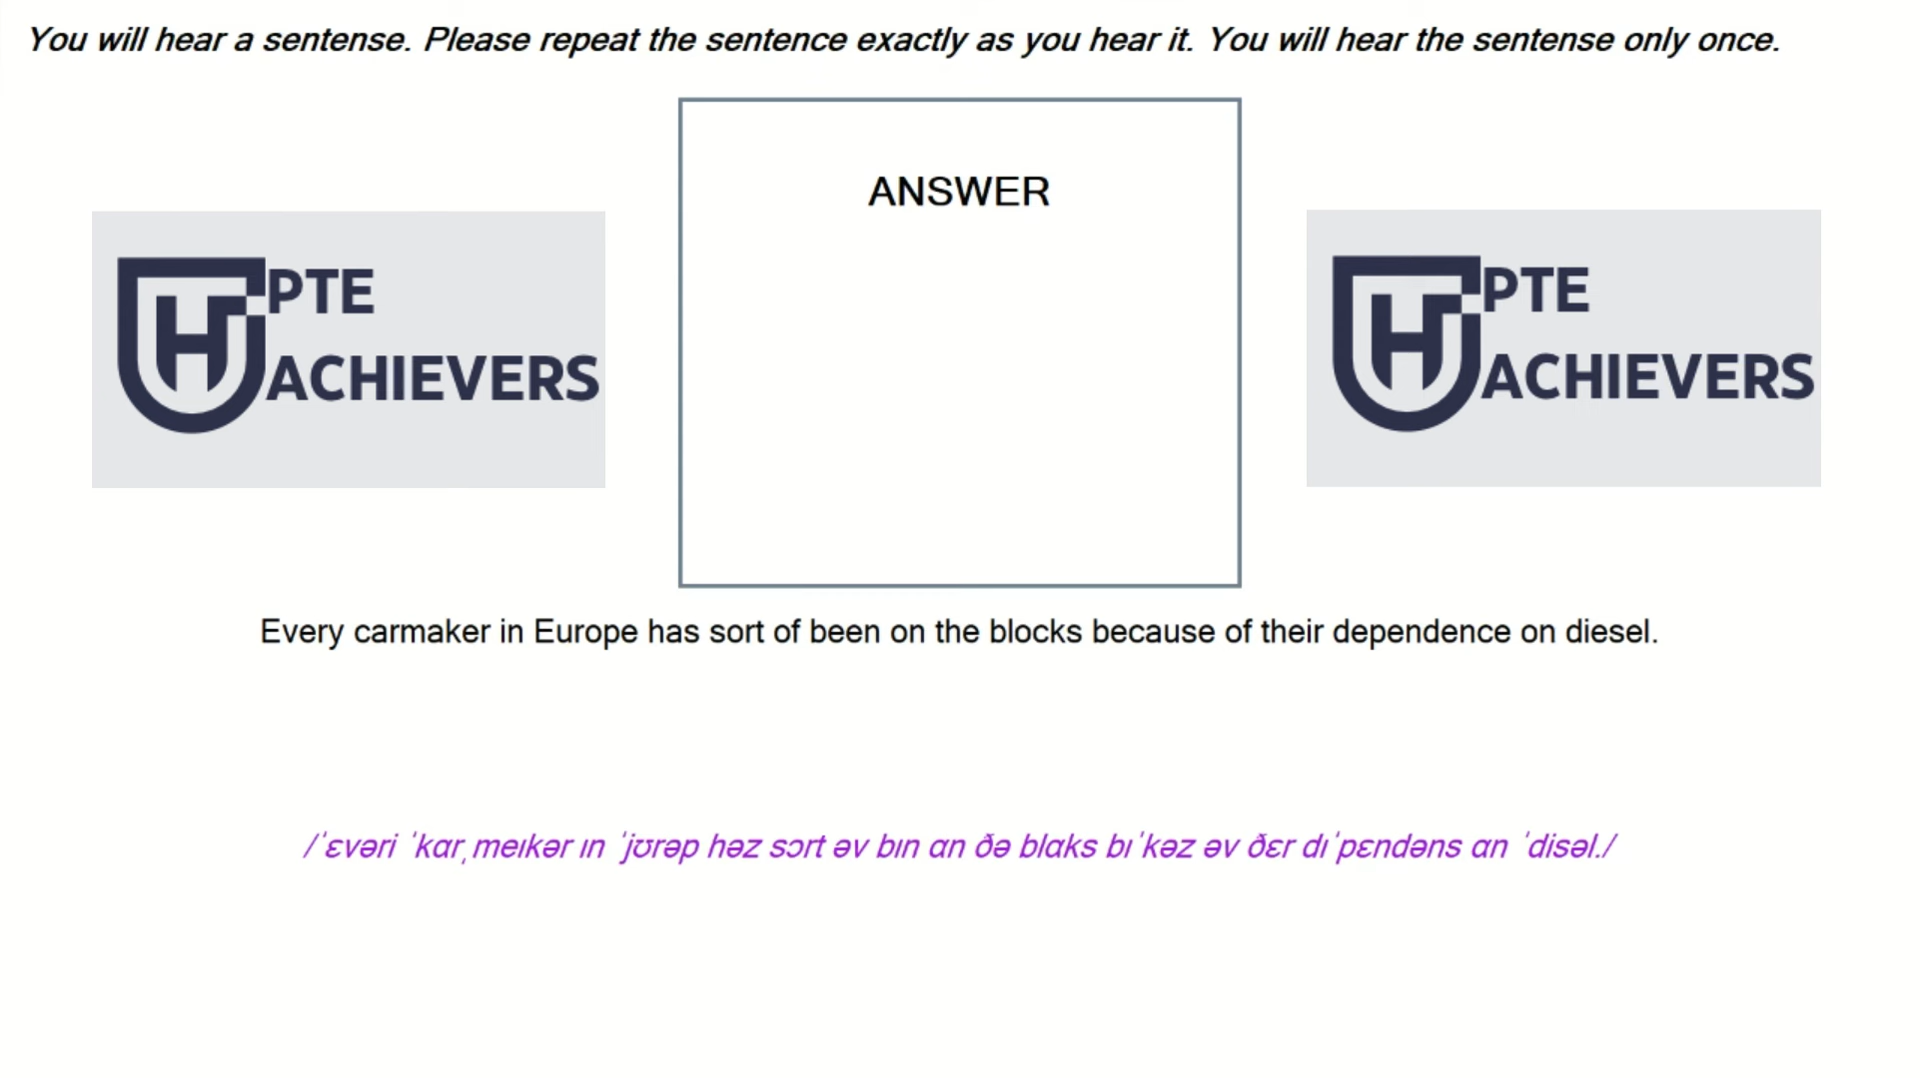 You will hear a sentense. Please repeat the sentence exactly as you hear it. You will hear the sentense only once.
ANSWER
PTE
ACHIEVERS
PTE
ACHIEVERS
Every carmaker in Europe has sort of been on the blocks because of their dependence on diesel.
/ˈɛvəri ˈkɑrˌmeɪkər ɪn ˈjʊrəp həz sɔrt əv bɪn ɑn ðə blɑks bɪˈkəz əv ðɛr dɪˈpɛndəns ɑn ˈdisəl./